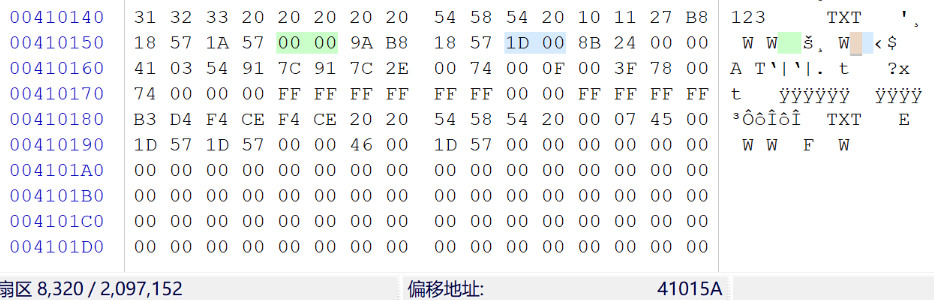 00410140 31 32 33 20 20 20 20 20 54 58 54 20 10 11 27 B8 123 TXT '¸
00410150 18 57 1A 57 00 00 9A B8 18 57 1D 00 8B 24 00 00 W W š¸ W ‹$
00410160 41 03 54 91 7C 91 7C 2E 00 74 00 0F 00 3F 78 00 A T‘|‘|. t ?x
00410170 74 00 00 00 FF FF FF FF FF FF 00 00 FF FF FF FF t ÿÿÿÿÿÿ ÿÿÿÿ
00410180 B3 D4 F4 CE F4 CE 20 20 54 58 54 20 00 07 45 00 ³ÔôÎôÎ TXT E
00410190 1D 57 1D 57 00 00 46 00 1D 57 00 00 00 00 00 00 W W F W
004101A0 00 00 00 00 00 00 00 00 00 00 00 00 00 00 00 00
004101B0 00 00 00 00 00 00 00 00 00 00 00 00 00 00 00 00
004101C0 00 00 00 00 00 00 00 00 00 00 00 00 00 00 00 00
004101D0 00 00 00 00 00 00 00 00 00 00 00 00 00 00 00 00
扇区 8,320 / 2,097,152 偏移地址: 41015A